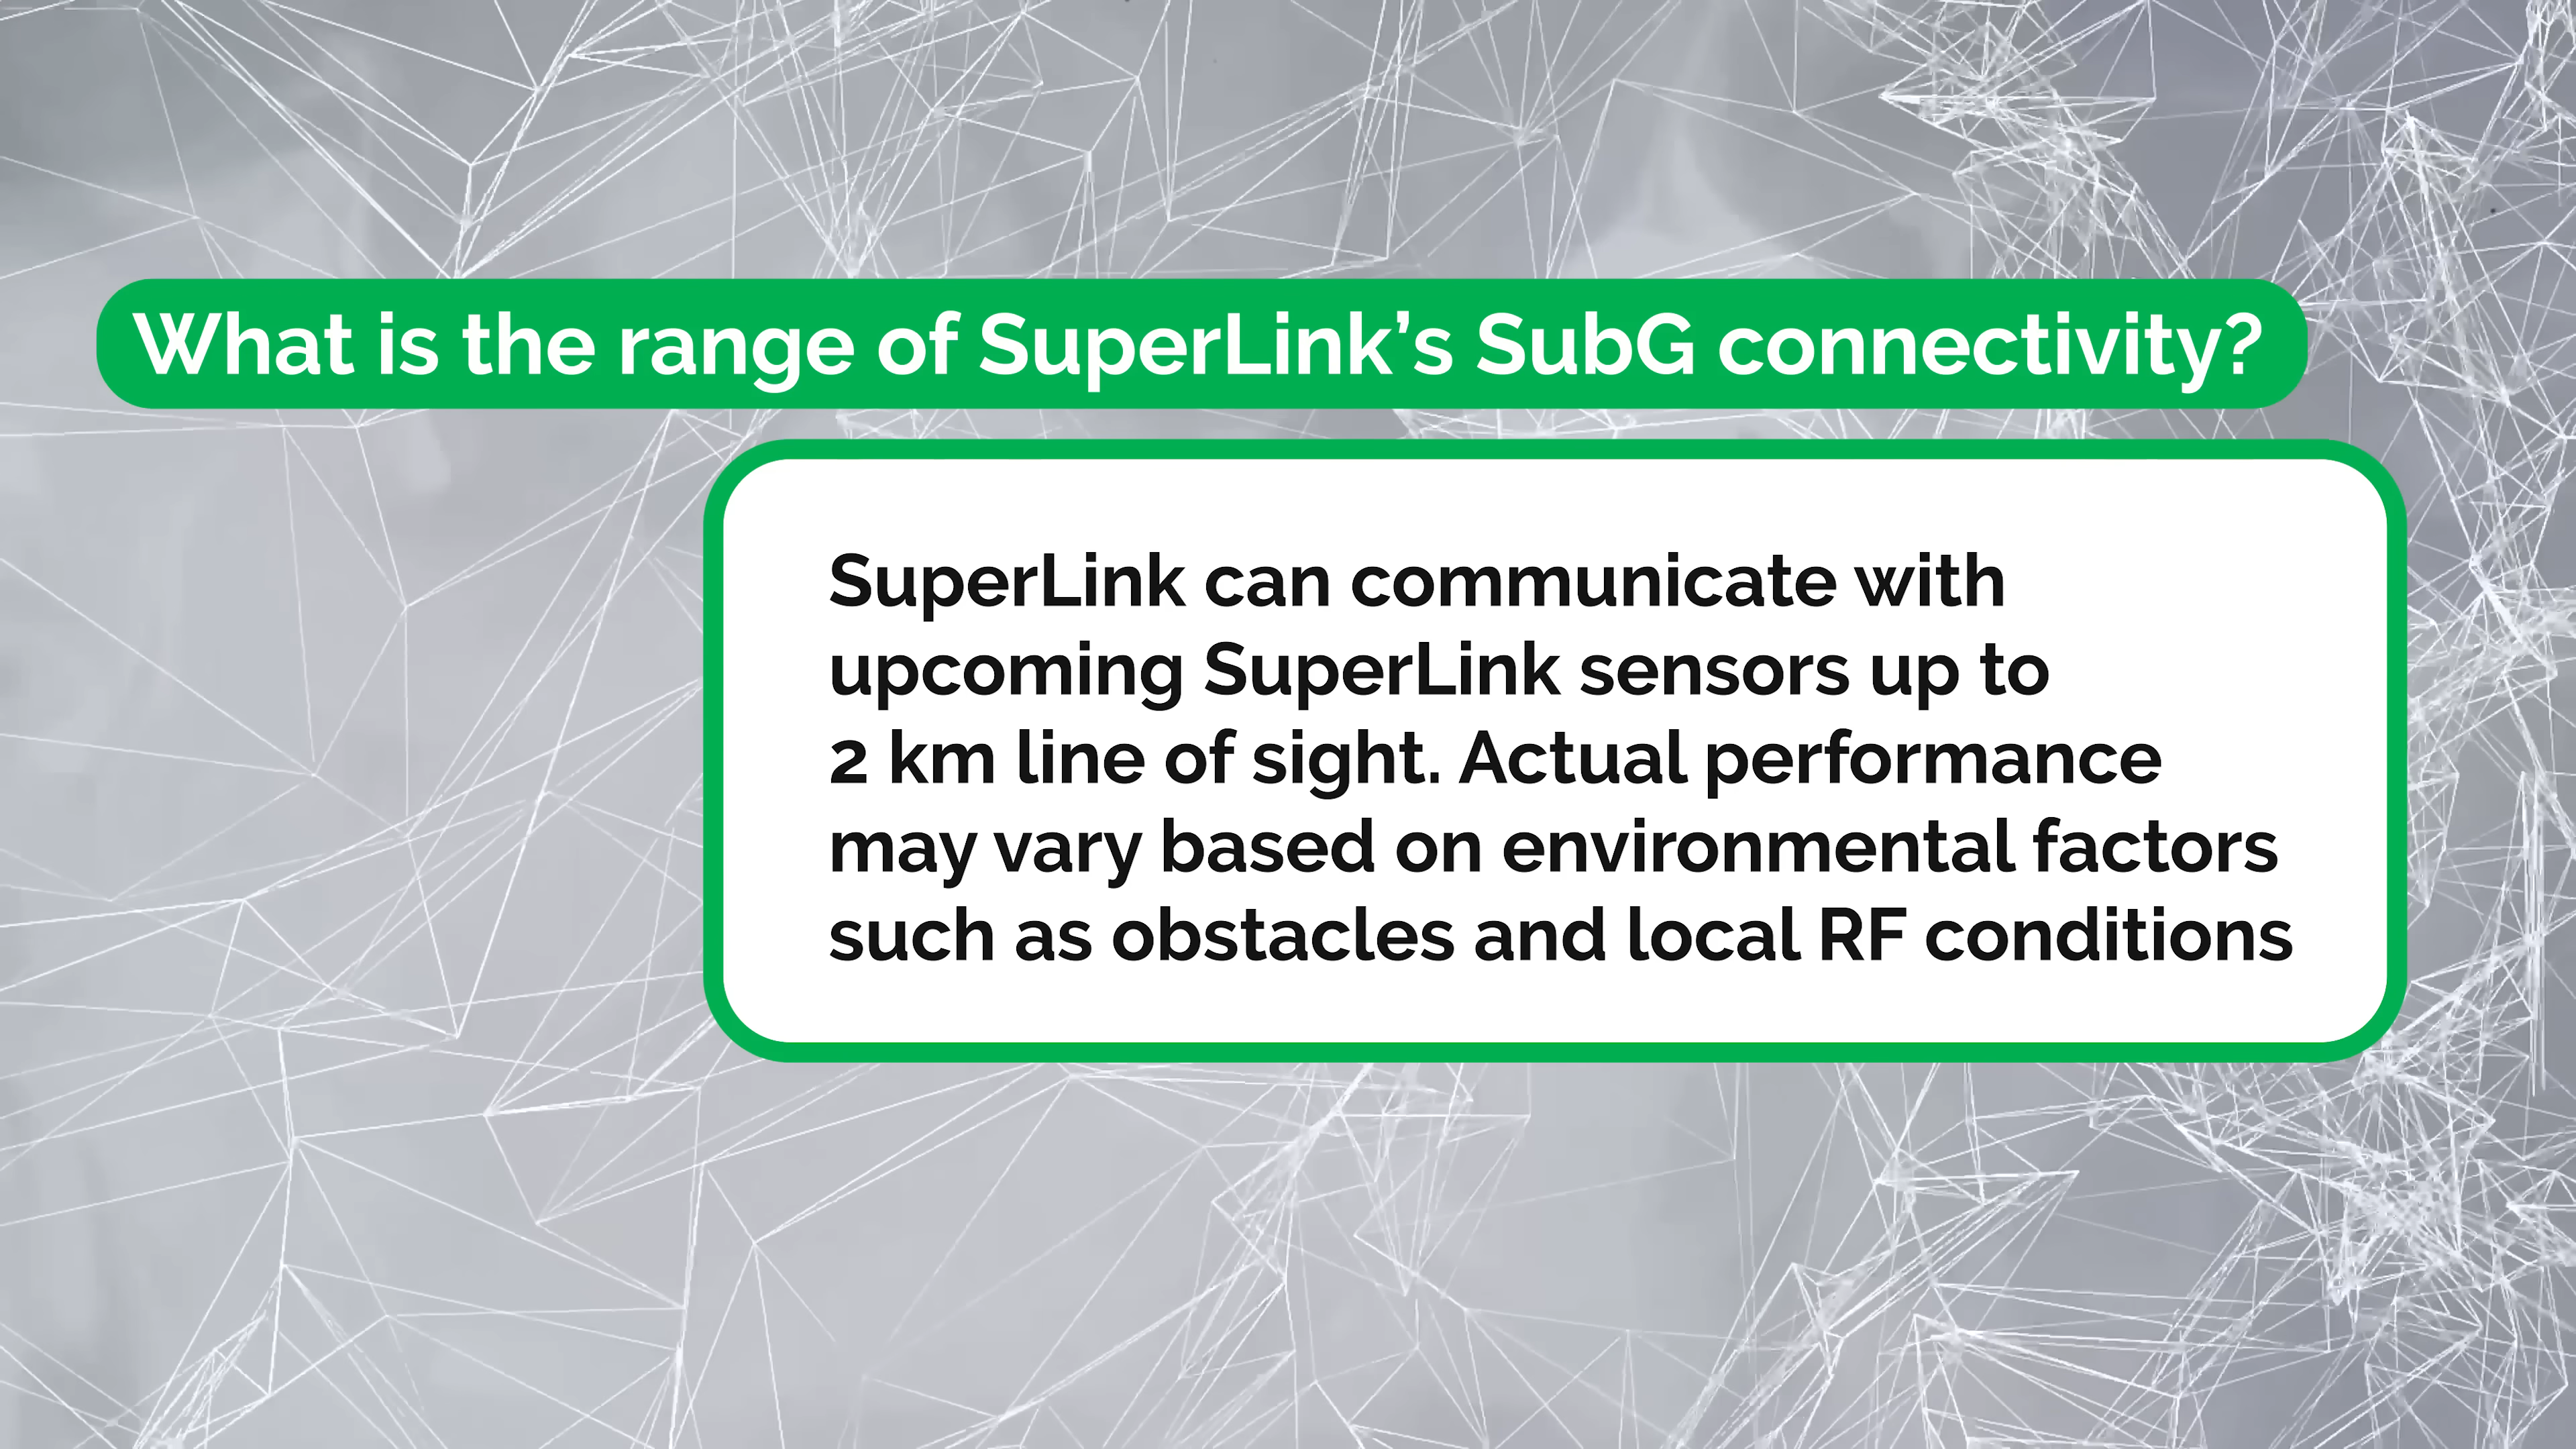 What is the range of SuperLink’s SubG connectivity?
SuperLink can communicate with
upcoming SuperLink sensors up to
2 km line of sight. Actual performance
may vary based on environmental factors
such as obstacles and local RF conditions